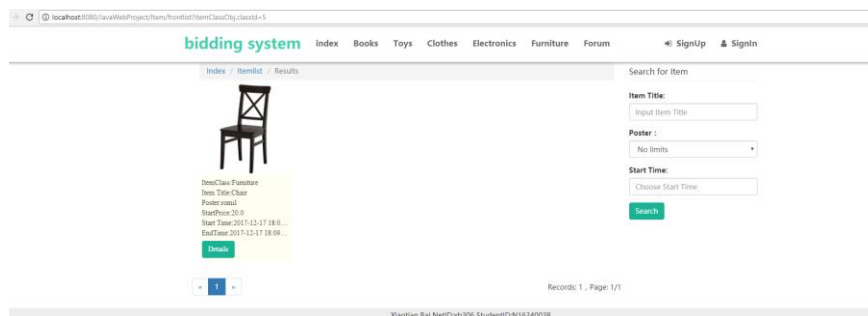 localhost:8080/JavaWebProject/Item/frontlist?itemClassObj.classId=5
bidding system index Books Toys Clothes Electronics Furniture Forum SignUp SignIn
Index / Itemlist / Results
Search for Item
Item Title:
Input Item Title
Poster :
No limits
Start Time:
Choose Start Time
Search
ItemClass:Furniture
Item Title:Chair
Poster:sunil
StartPrice:20.0
Start Time:2017-12-17 18:0...
EndTime:2017-12-17 18:09...
Details
« 1 »
Records: 1 , Page: 1/1
Xiaotian Bai